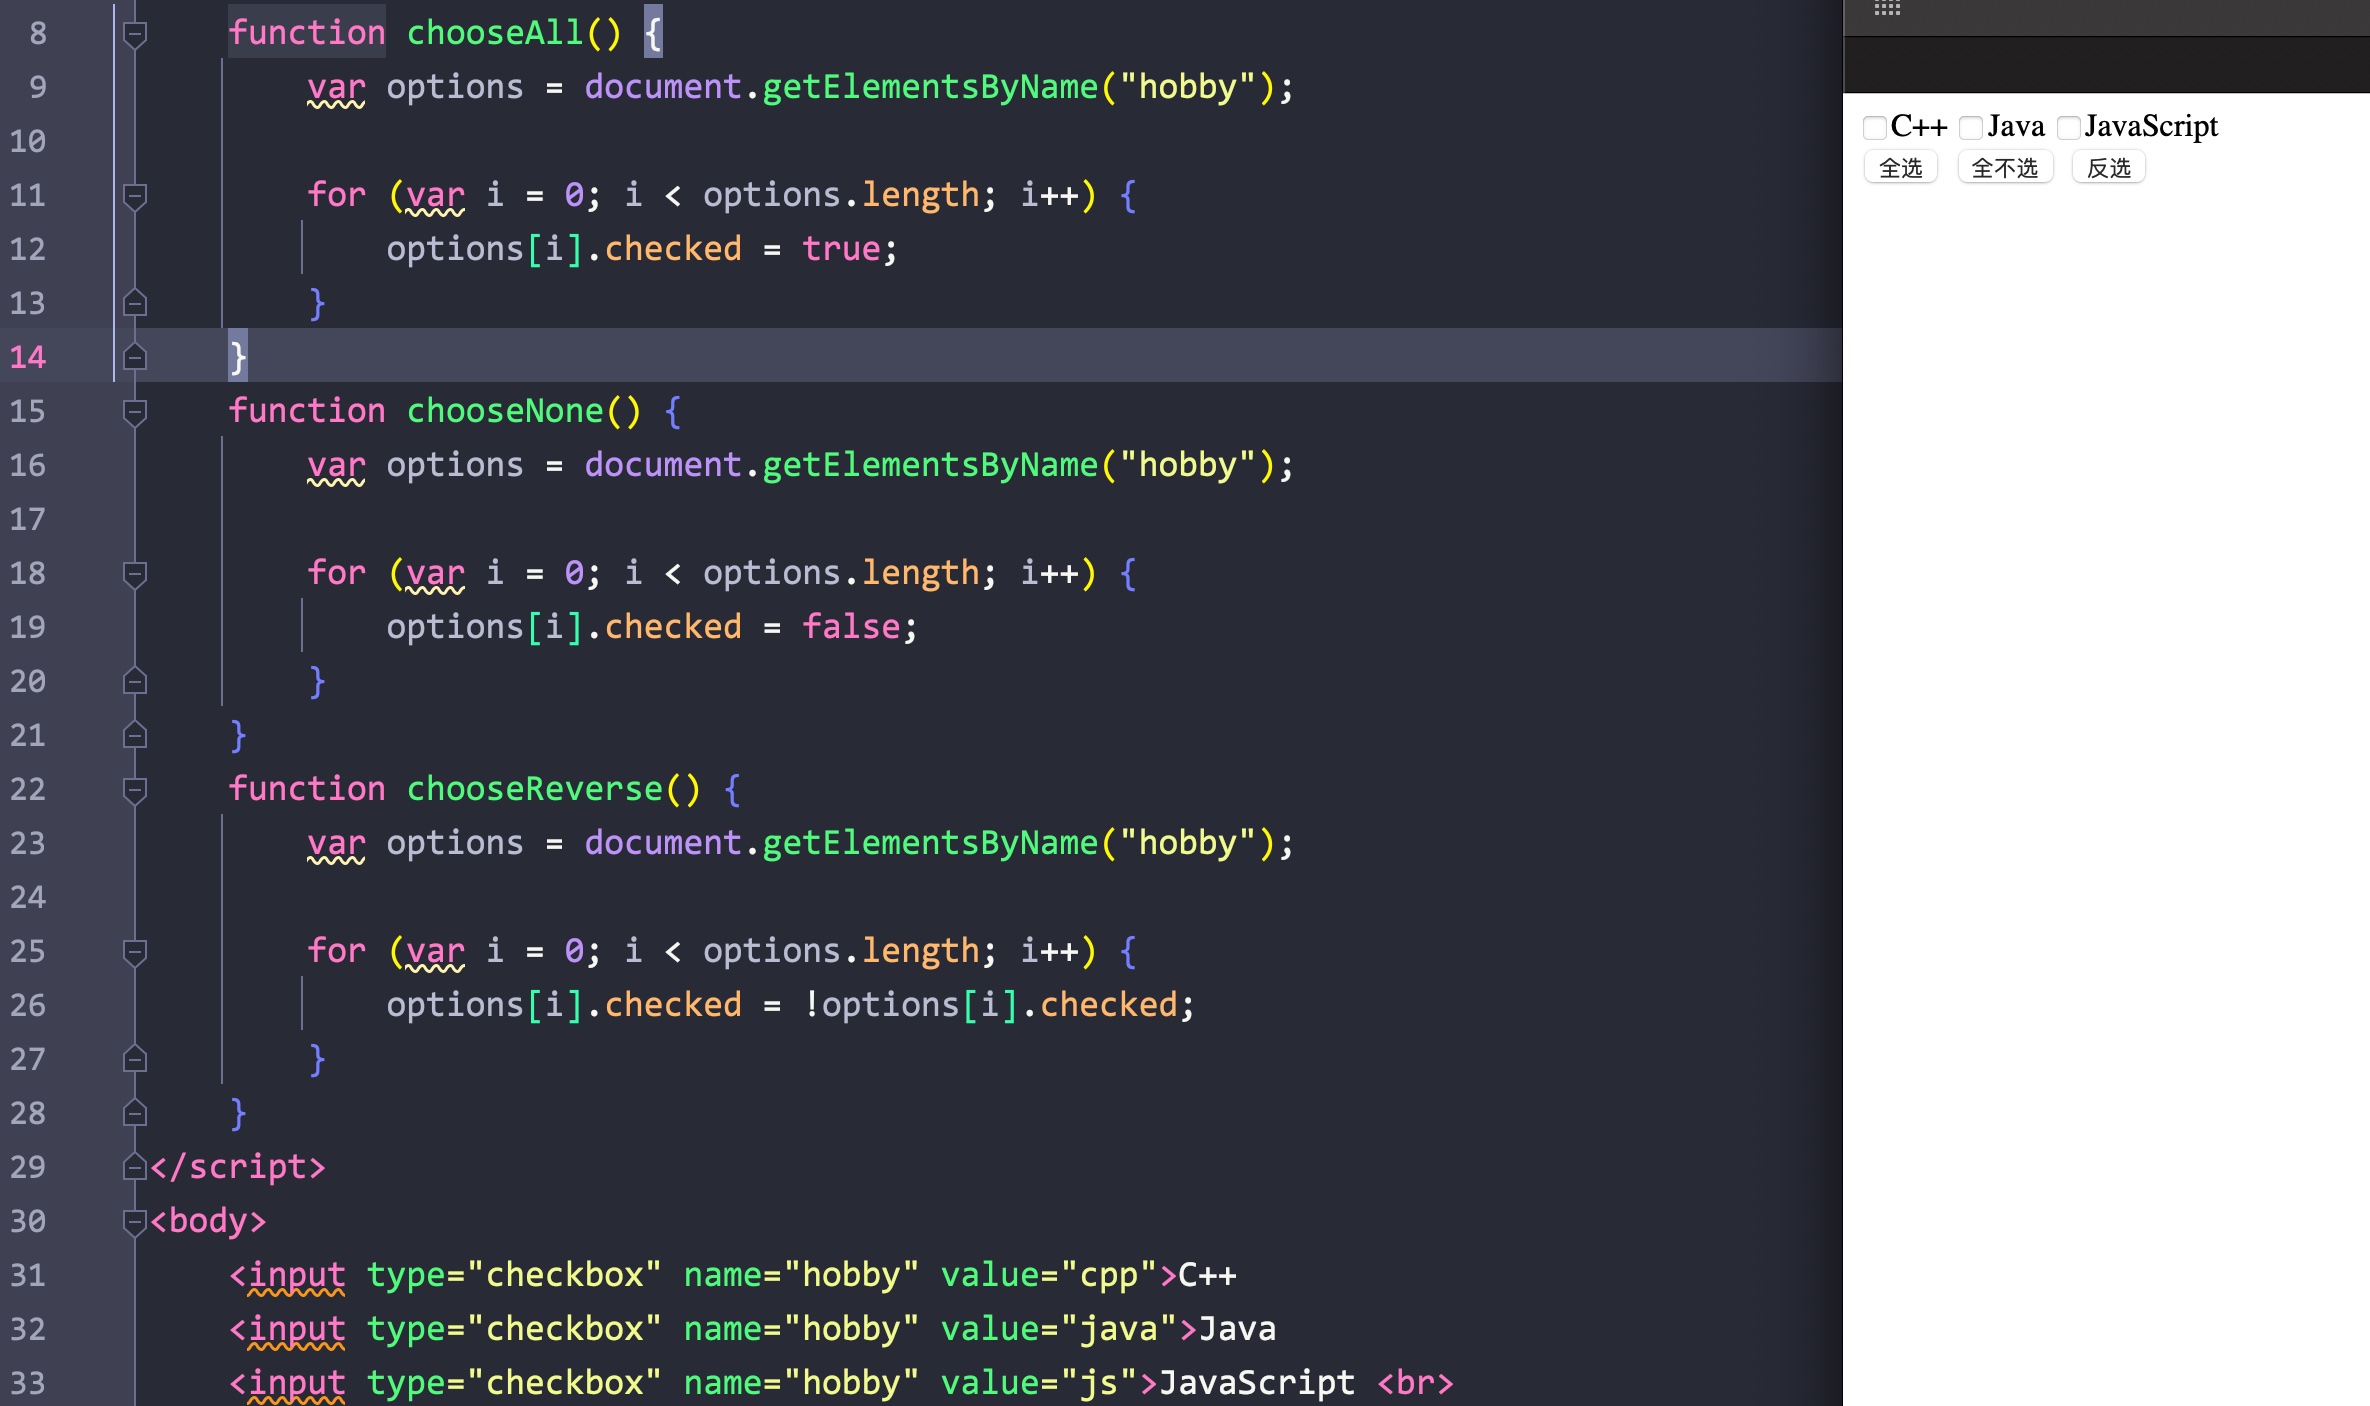 8 function chooseAll() {
9 var options = document.getElementsByName("hobby");
10
11 for (var i = 0; i < options.length; i++) {
12 options[i].checked = true;
13 }
14 }
15 function chooseNone() {
16 var options = document.getElementsByName("hobby");
17
18 for (var i = 0; i < options.length; i++) {
19 options[i].checked = false;
20 }
21 }
22 function chooseReverse() {
23 var options = document.getElementsByName("hobby");
24
25 for (var i = 0; i < options.length; i++) {
26 options[i].checked = !options[i].checked;
27 }
28 }
29 </script>
30 <body>
31 <input type="checkbox" name="hobby" value="cpp">C++
32 <input type="checkbox" name="hobby" value="java">Java
33 <input type="checkbox" name="hobby" value="js">JavaScript <br>
C++ Java JavaScript
全选 全不选 反选